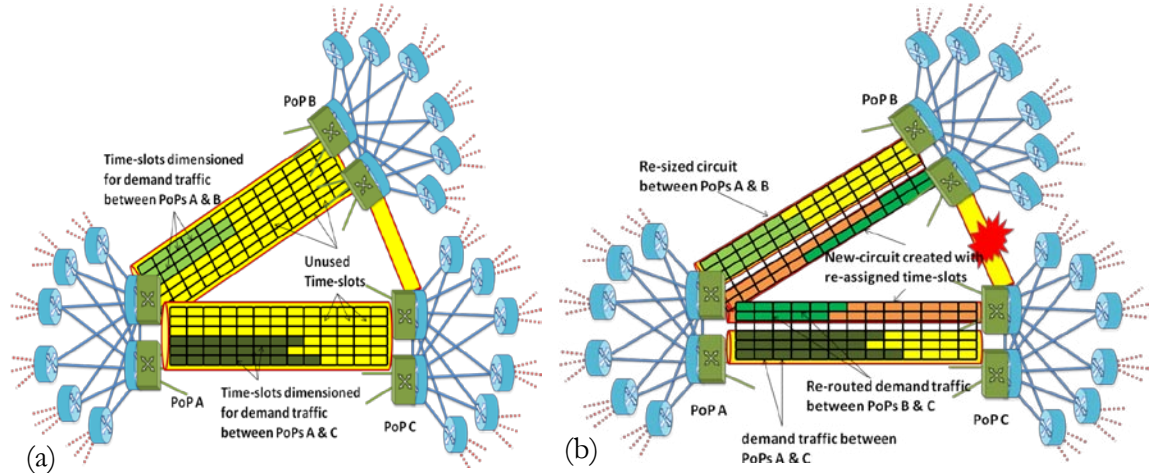 PoP B
Time-slots dimensioned
for demand traffic
between PoPs A & B
Unused
Time-slots
Time-slots dimensioned
for demand traffic
between PoPs A & C
PoP A
PoP C
(a)
PoP B
Re-sized circuit
between PoPs A & B
New-circuit created with
re-assigned time-slots
Re-routed demand traffic
between PoPs B & C
PoP A
PoP C
demand traffic between
PoPs A & C
(b)